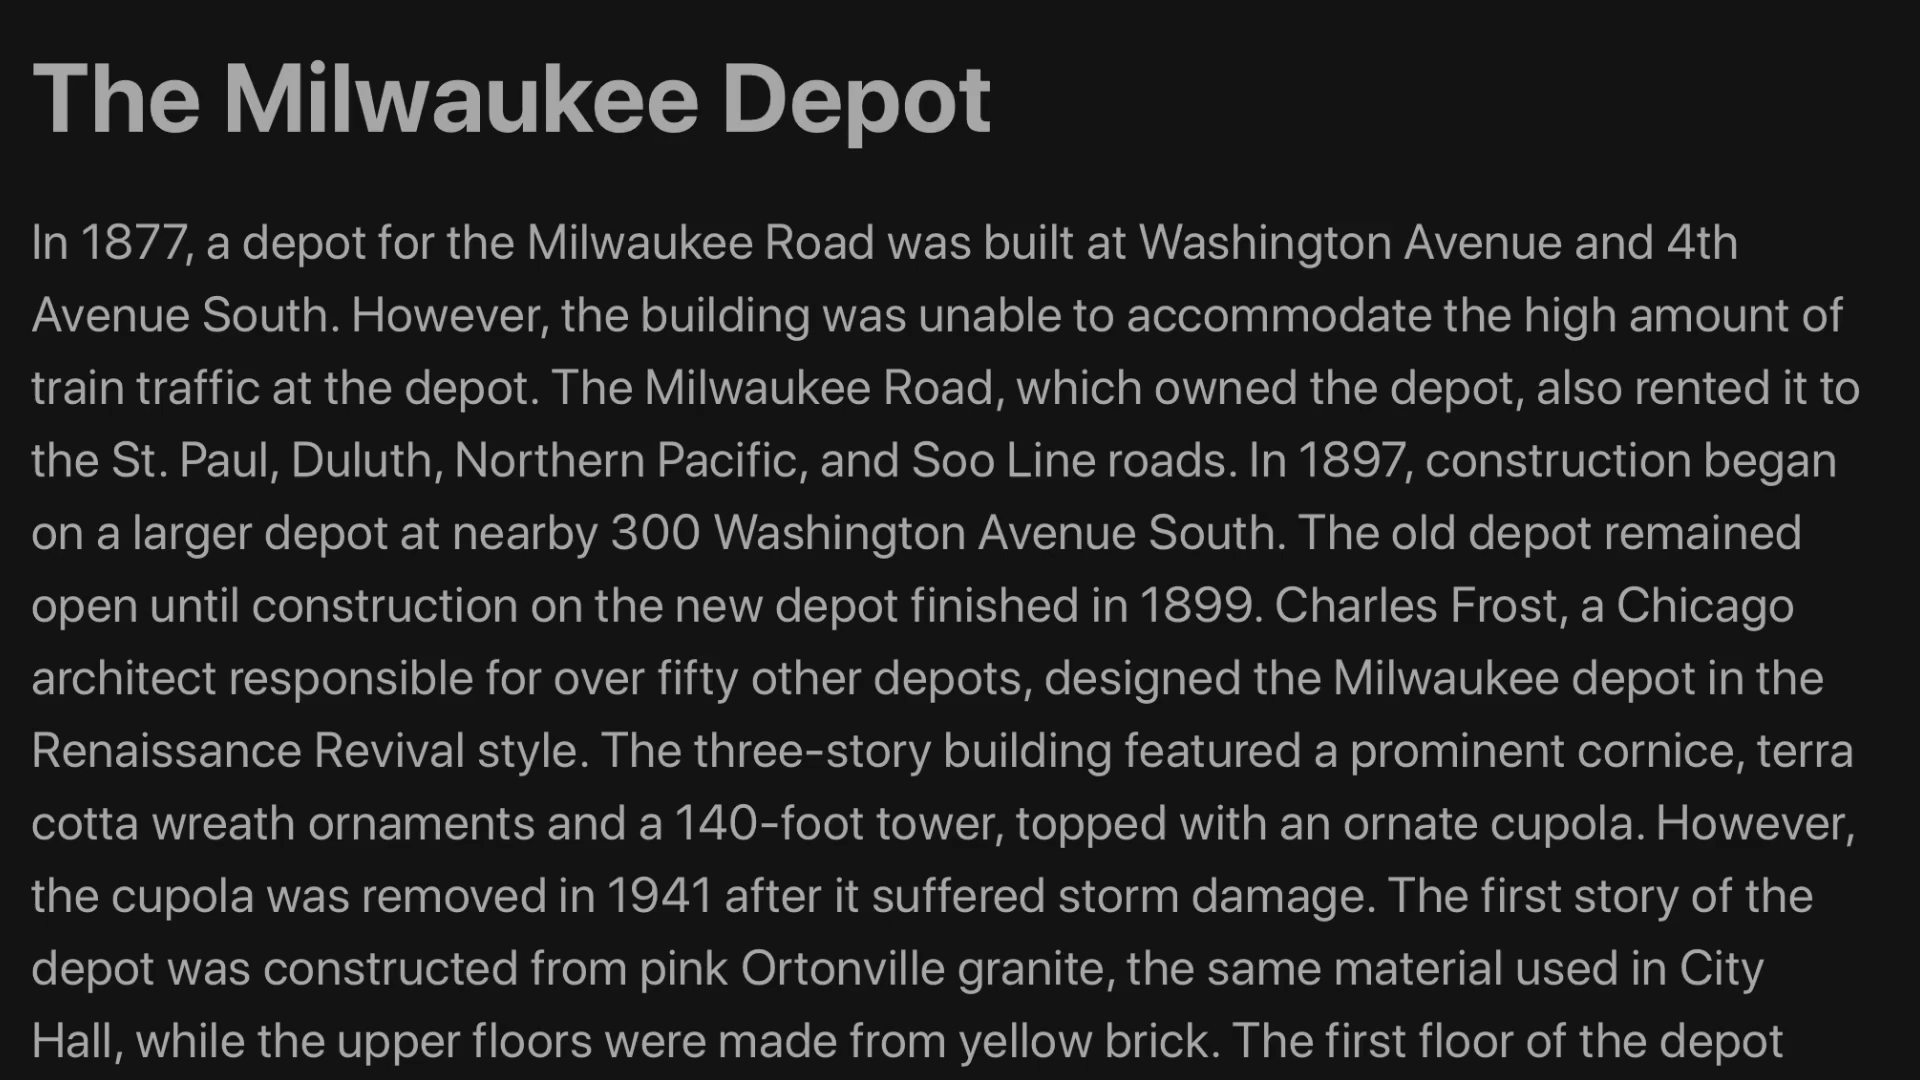 The Milwaukee Depot
In 1877, a depot for the Milwaukee Road was built at Washington Avenue and 4th
Avenue South. However, the building was unable to accommodate the high amount of
train traffic at the depot. The Milwaukee Road, which owned the depot, also rented it to
the St. Paul, Duluth, Northern Pacific, and Soo Line roads. In 1897, construction began
on a larger depot at nearby 300 Washington Avenue South. The old depot remained
open until construction on the new depot finished in 1899. Charles Frost, a Chicago
architect responsible for over fifty other depots, designed the Milwaukee depot in the
Renaissance Revival style. The three-story building featured a prominent cornice, terra
cotta wreath ornaments and a 140-foot tower, topped with an ornate cupola. However,
the cupola was removed in 1941 after it suffered storm damage. The first story of the
depot was constructed from pink Ortonville granite, the same material used in City
Hall, while the upper floors were made from yellow brick. The first floor of the depot